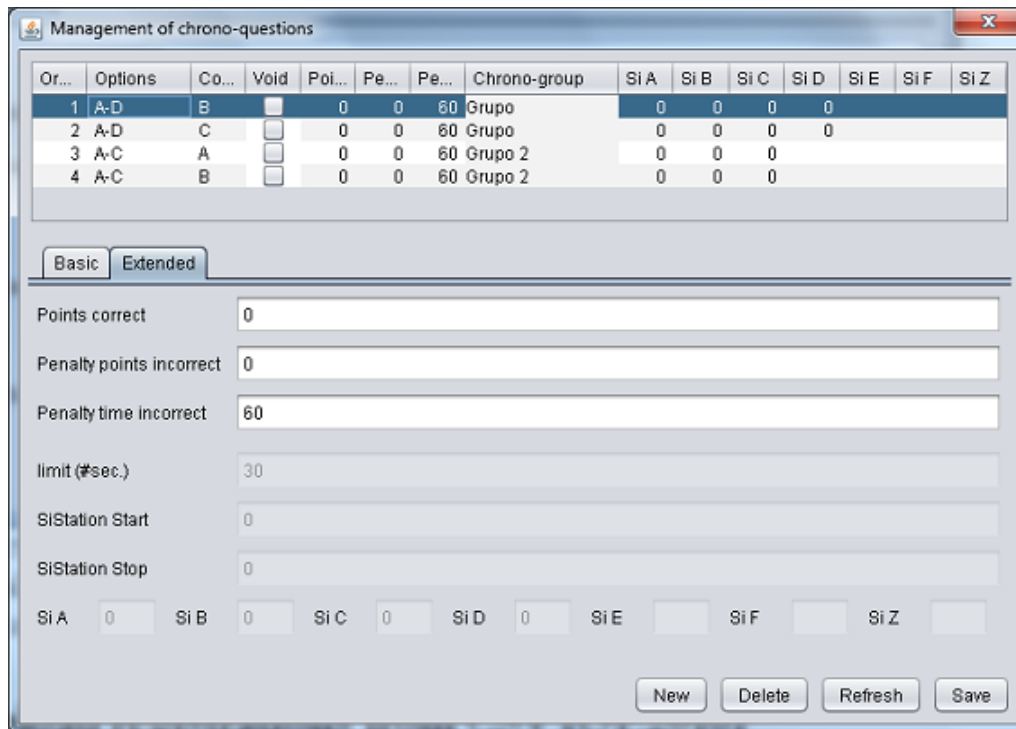 Management of chrono-questions
Or... Options Co... Void Poi... Pe... Pe... Chrono-group Si A Si B Si C Si D Si E Si F Si Z
1 A-D B 0 0 60 Grupo 0 0 0 0
2 A-D C 0 0 60 Grupo 0 0 0 0
3 A-C A 0 0 60 Grupo 2 0 0 0
4 A-C B 0 0 60 Grupo 2 0 0 0
Basic Extended
Points correct 0
Penalty points incorrect 0
Penalty time incorrect 60
limit (#sec.) 30
SiStation Start 0
SiStation Stop 0
Si A 0 Si B 0 Si C 0 Si D 0 Si E Si F Si Z
New Delete Refresh Save